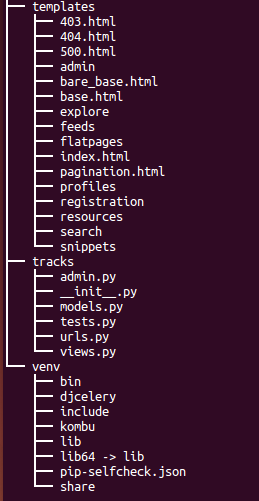 templates
403.html
404.html
500.html
admin
bare_base.html
base.html
explore
feeds
flatpages
index.html
pagination.html
profiles
registration
resources
search
snippets
tracks
admin.py
__init__.py
models.py
tests.py
urls.py
views.py
venv
bin
djcelery
include
kombu
lib
lib64 -> lib
pip-selfcheck.json
share